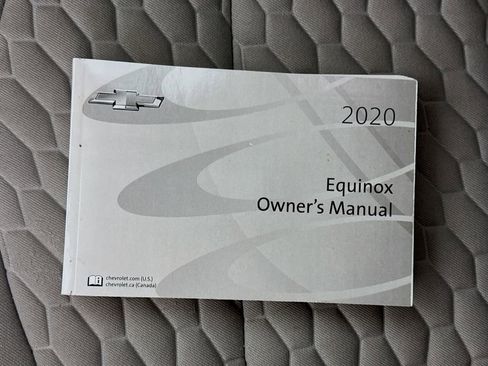 2020
Equinox
Owner's Manual
chevrolet.com (U.S.)
chevrolet.ca (Canada)